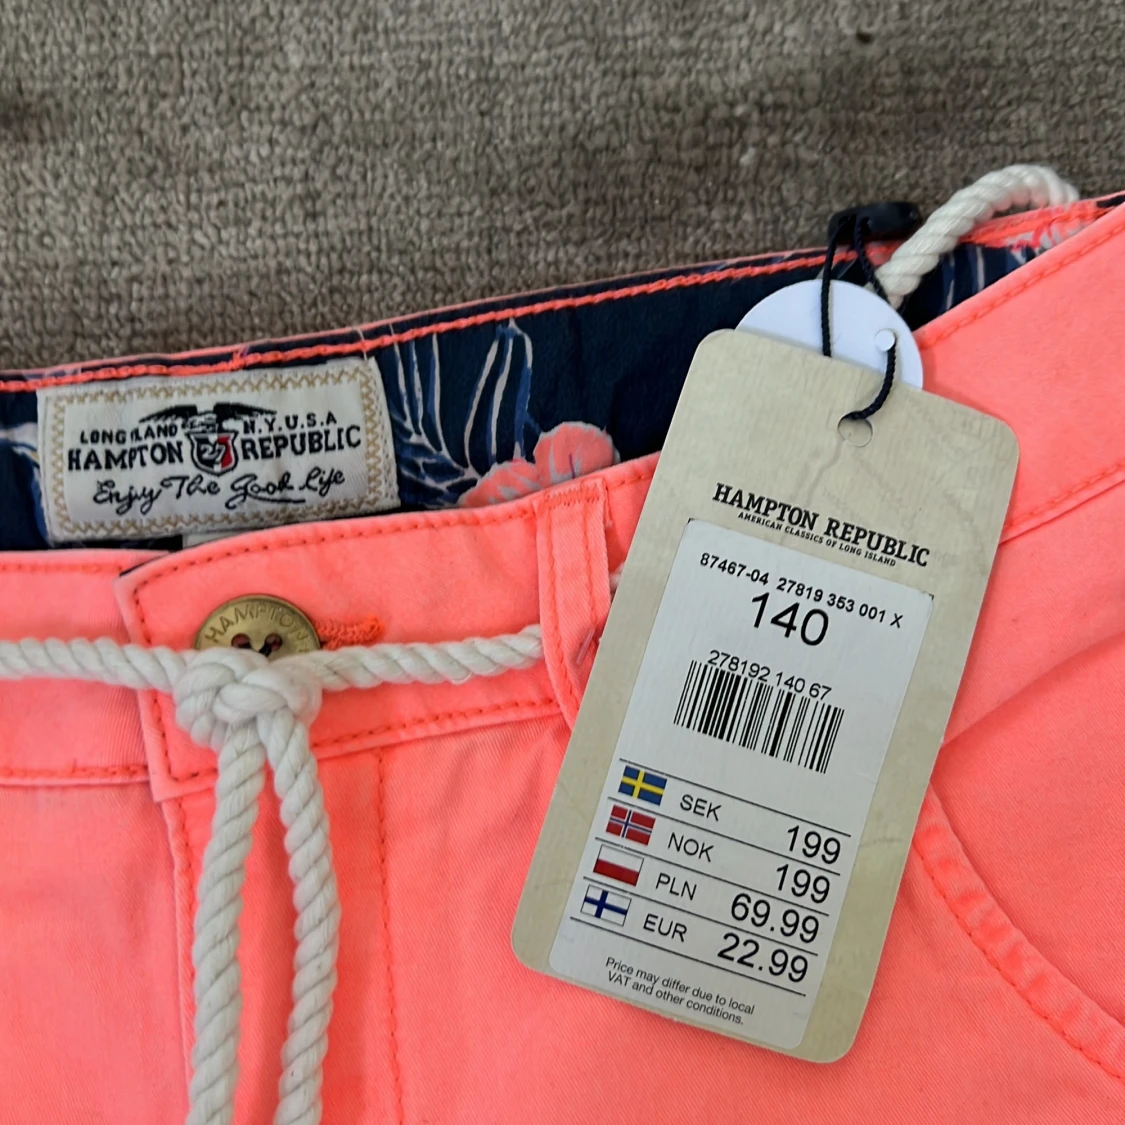 LONG ISLAND N.Y.U.S.A
HAMPTON 27 REPUBLIC
Enjoy The Good Life
HAMPTON
HAMPTON REPUBLIC
AMERICAN CLASSICS OF LONG ISLAND
87467-04 27819 353 001 X
140
278192 140 67
SEK 199
NOK 199
PLN 69.99
EUR 22.99
Price may differ due to local
VAT and other conditions.